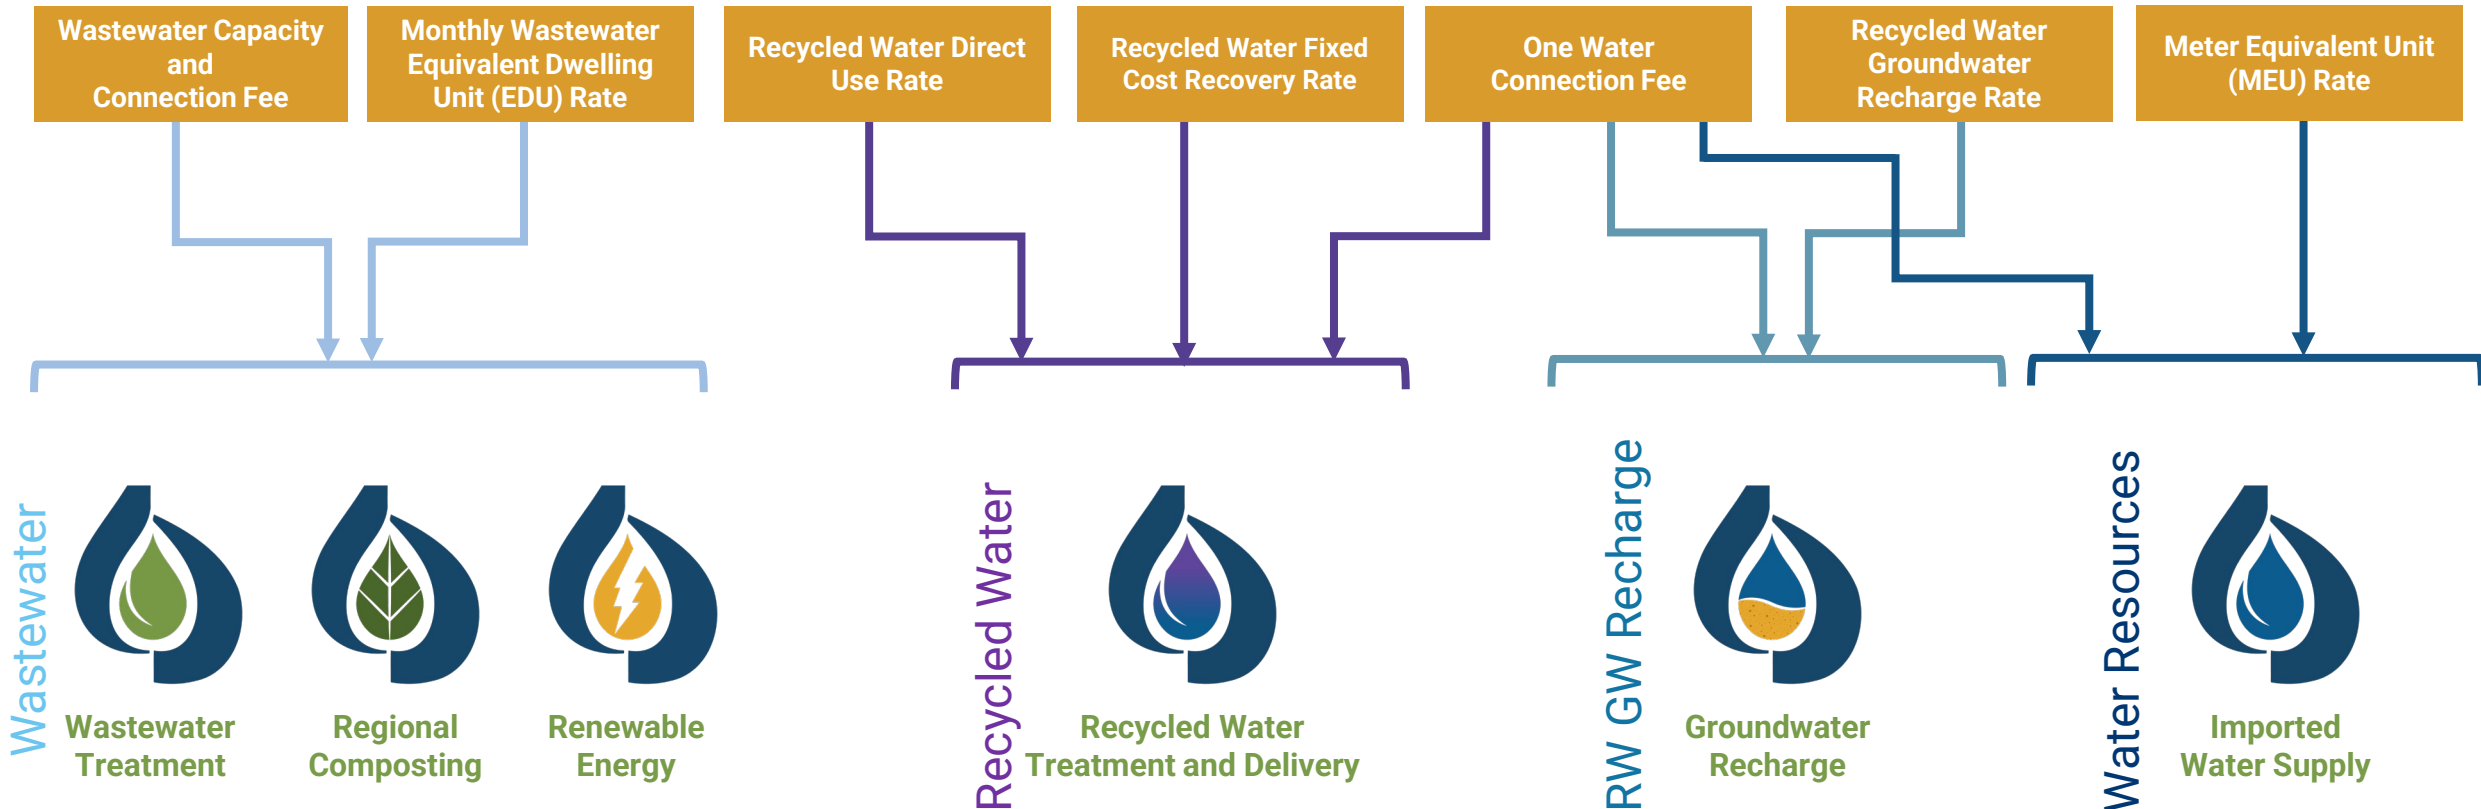 Wastewater Capacity
and
Connection Fee
Monthly Wastewater
Equivalent Dwelling
Unit (EDU) Rate
Recycled Water Direct
Use Rate
Recycled Water Fixed
Cost Recovery Rate
One Water
Connection Fee
Recycled Water
Groundwater
Recharge Rate
Meter Equivalent Unit
(MEU) Rate
Wastewater
Wastewater
Treatment
Regional
Composting
Renewable
Energy
Recycled Water
Recycled Water
Treatment and Delivery
RW GW Recharge
Groundwater
Recharge
Water Resources
Imported
Water Supply